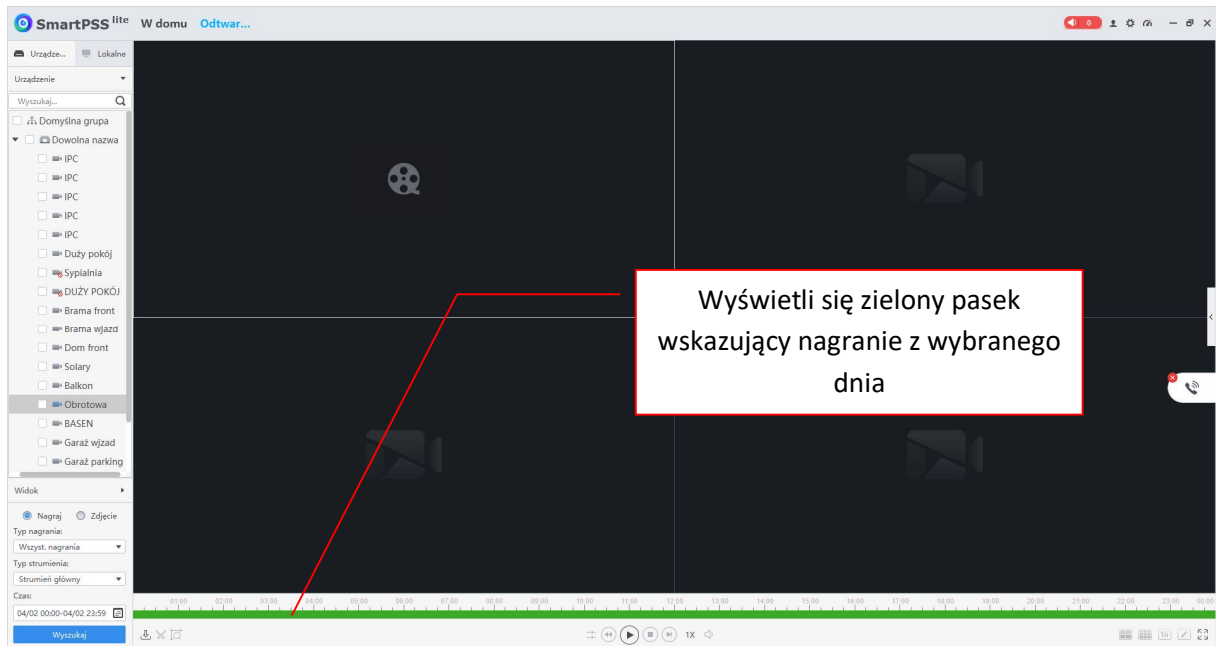 SmartPSS lite W domu Odtwar...
0
Urządze... Lokalne
Urządzenie
Wyszukaj...
Domyślna grupa
Dowolna nazwa
IPC
IPC
IPC
IPC
IPC
Duży pokój
Sypialnia
DUŻY POKÓJ
Brama front
Brama wjazd
Dom front
Solary
Balkon
Obrotowa
BASEN
Garaż wjzad
Garaż parking
Wyświetli się zielony pasek
wskazujący nagranie z wybranego
dnia
Widok
Nagraj Zdjęcie
Typ nagrania:
Wszyst. nagrania
Typ strumienia:
Strumień główny
Czas:
04/02 00:00-04/02 23:59
Wyszukaj
01:00 02:00 03:00 04:00 05:00 06:00 07:00 08:00 09:00 10:00 11:00 12:00 13:00 14:00 15:00 16:00 17:00 18:00 19:00 20:00 21:00 22:00 23:00 00:00
1X
16